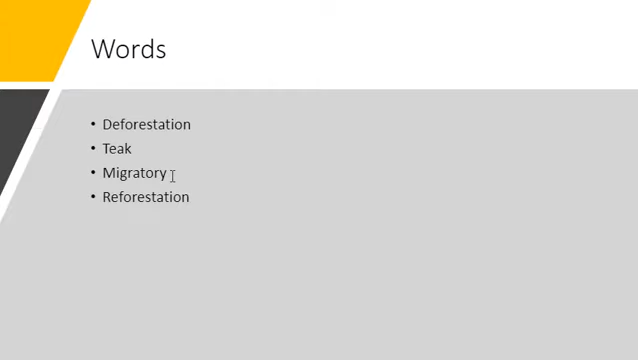 Words
• Deforestation
• Teak
• Migratory
• Reforestation